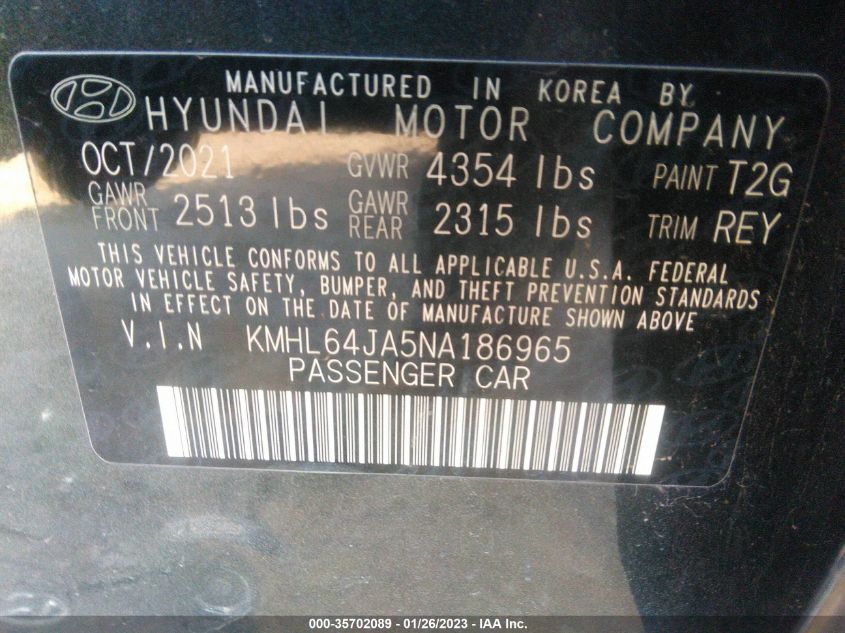 MANUFACTURED IN KOREA BY
HYUNDAI MOTOR COMPANY
OCT/2021 GVWR 4354 lbs PAINT T2G
GAWR FRONT 2513 lbs GAWR REAR 2315 lbs TRIM REY
THIS VEHICLE CONFORMS TO ALL APPLICABLE U.S.A. FEDERAL
MOTOR VEHICLE SAFETY, BUMPER, AND THEFT PREVENTION STANDARDS
IN EFFECT ON THE DATE OF MANUFACTURE SHOWN ABOVE
V.I.N KMHL64JA5NA186965
PASSENGER CAR
000-35702089 - 01/26/2023 - IAA Inc.